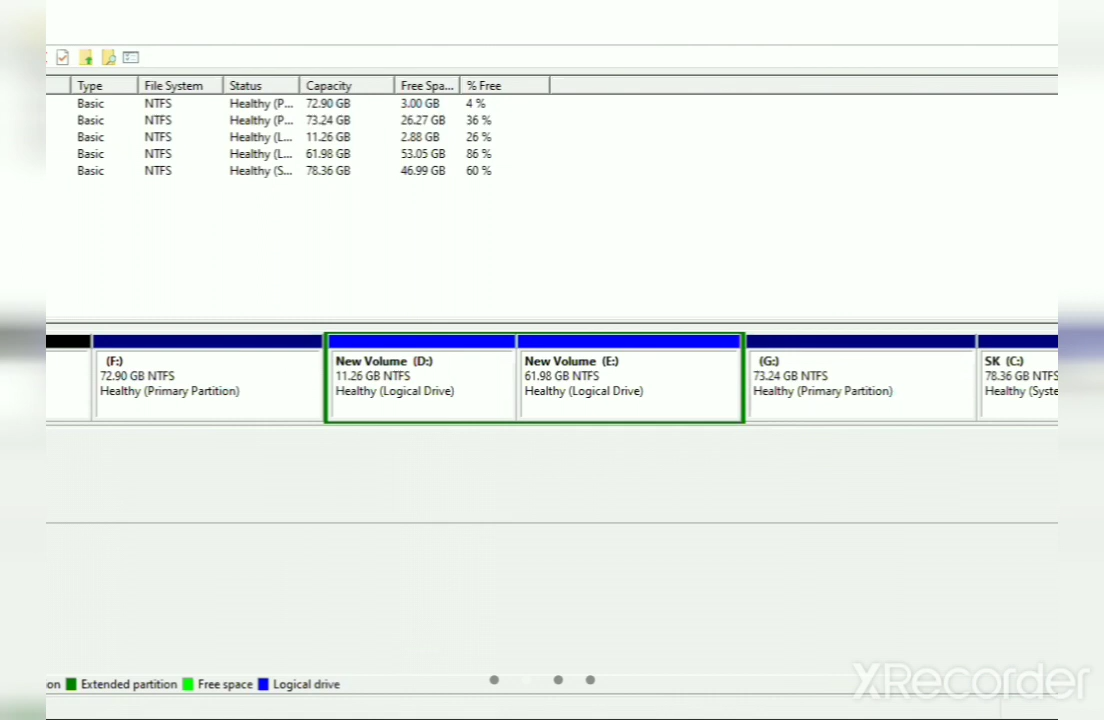 Type File System Status Capacity Free Spa... % Free
Basic NTFS Healthy (P... 72.90 GB 3.00 GB 4 %
Basic NTFS Healthy (P... 73.24 GB 26.27 GB 36 %
Basic NTFS Healthy (L... 11.26 GB 2.88 GB 26 %
Basic NTFS Healthy (L... 61.98 GB 53.05 GB 86 %
Basic NTFS Healthy (S... 78.36 GB 46.99 GB 60 %
(F:)
72.90 GB NTFS
Healthy (Primary Partition)
New Volume (D:)
11.26 GB NTFS
Healthy (Logical Drive)
New Volume (E:)
61.98 GB NTFS
Healthy (Logical Drive)
(G:)
73.24 GB NTFS
Healthy (Primary Partition)
SK (C:)
78.36 GB NTFS
Healthy (Syste
on Extended partition Free space Logical drive
XRecorder